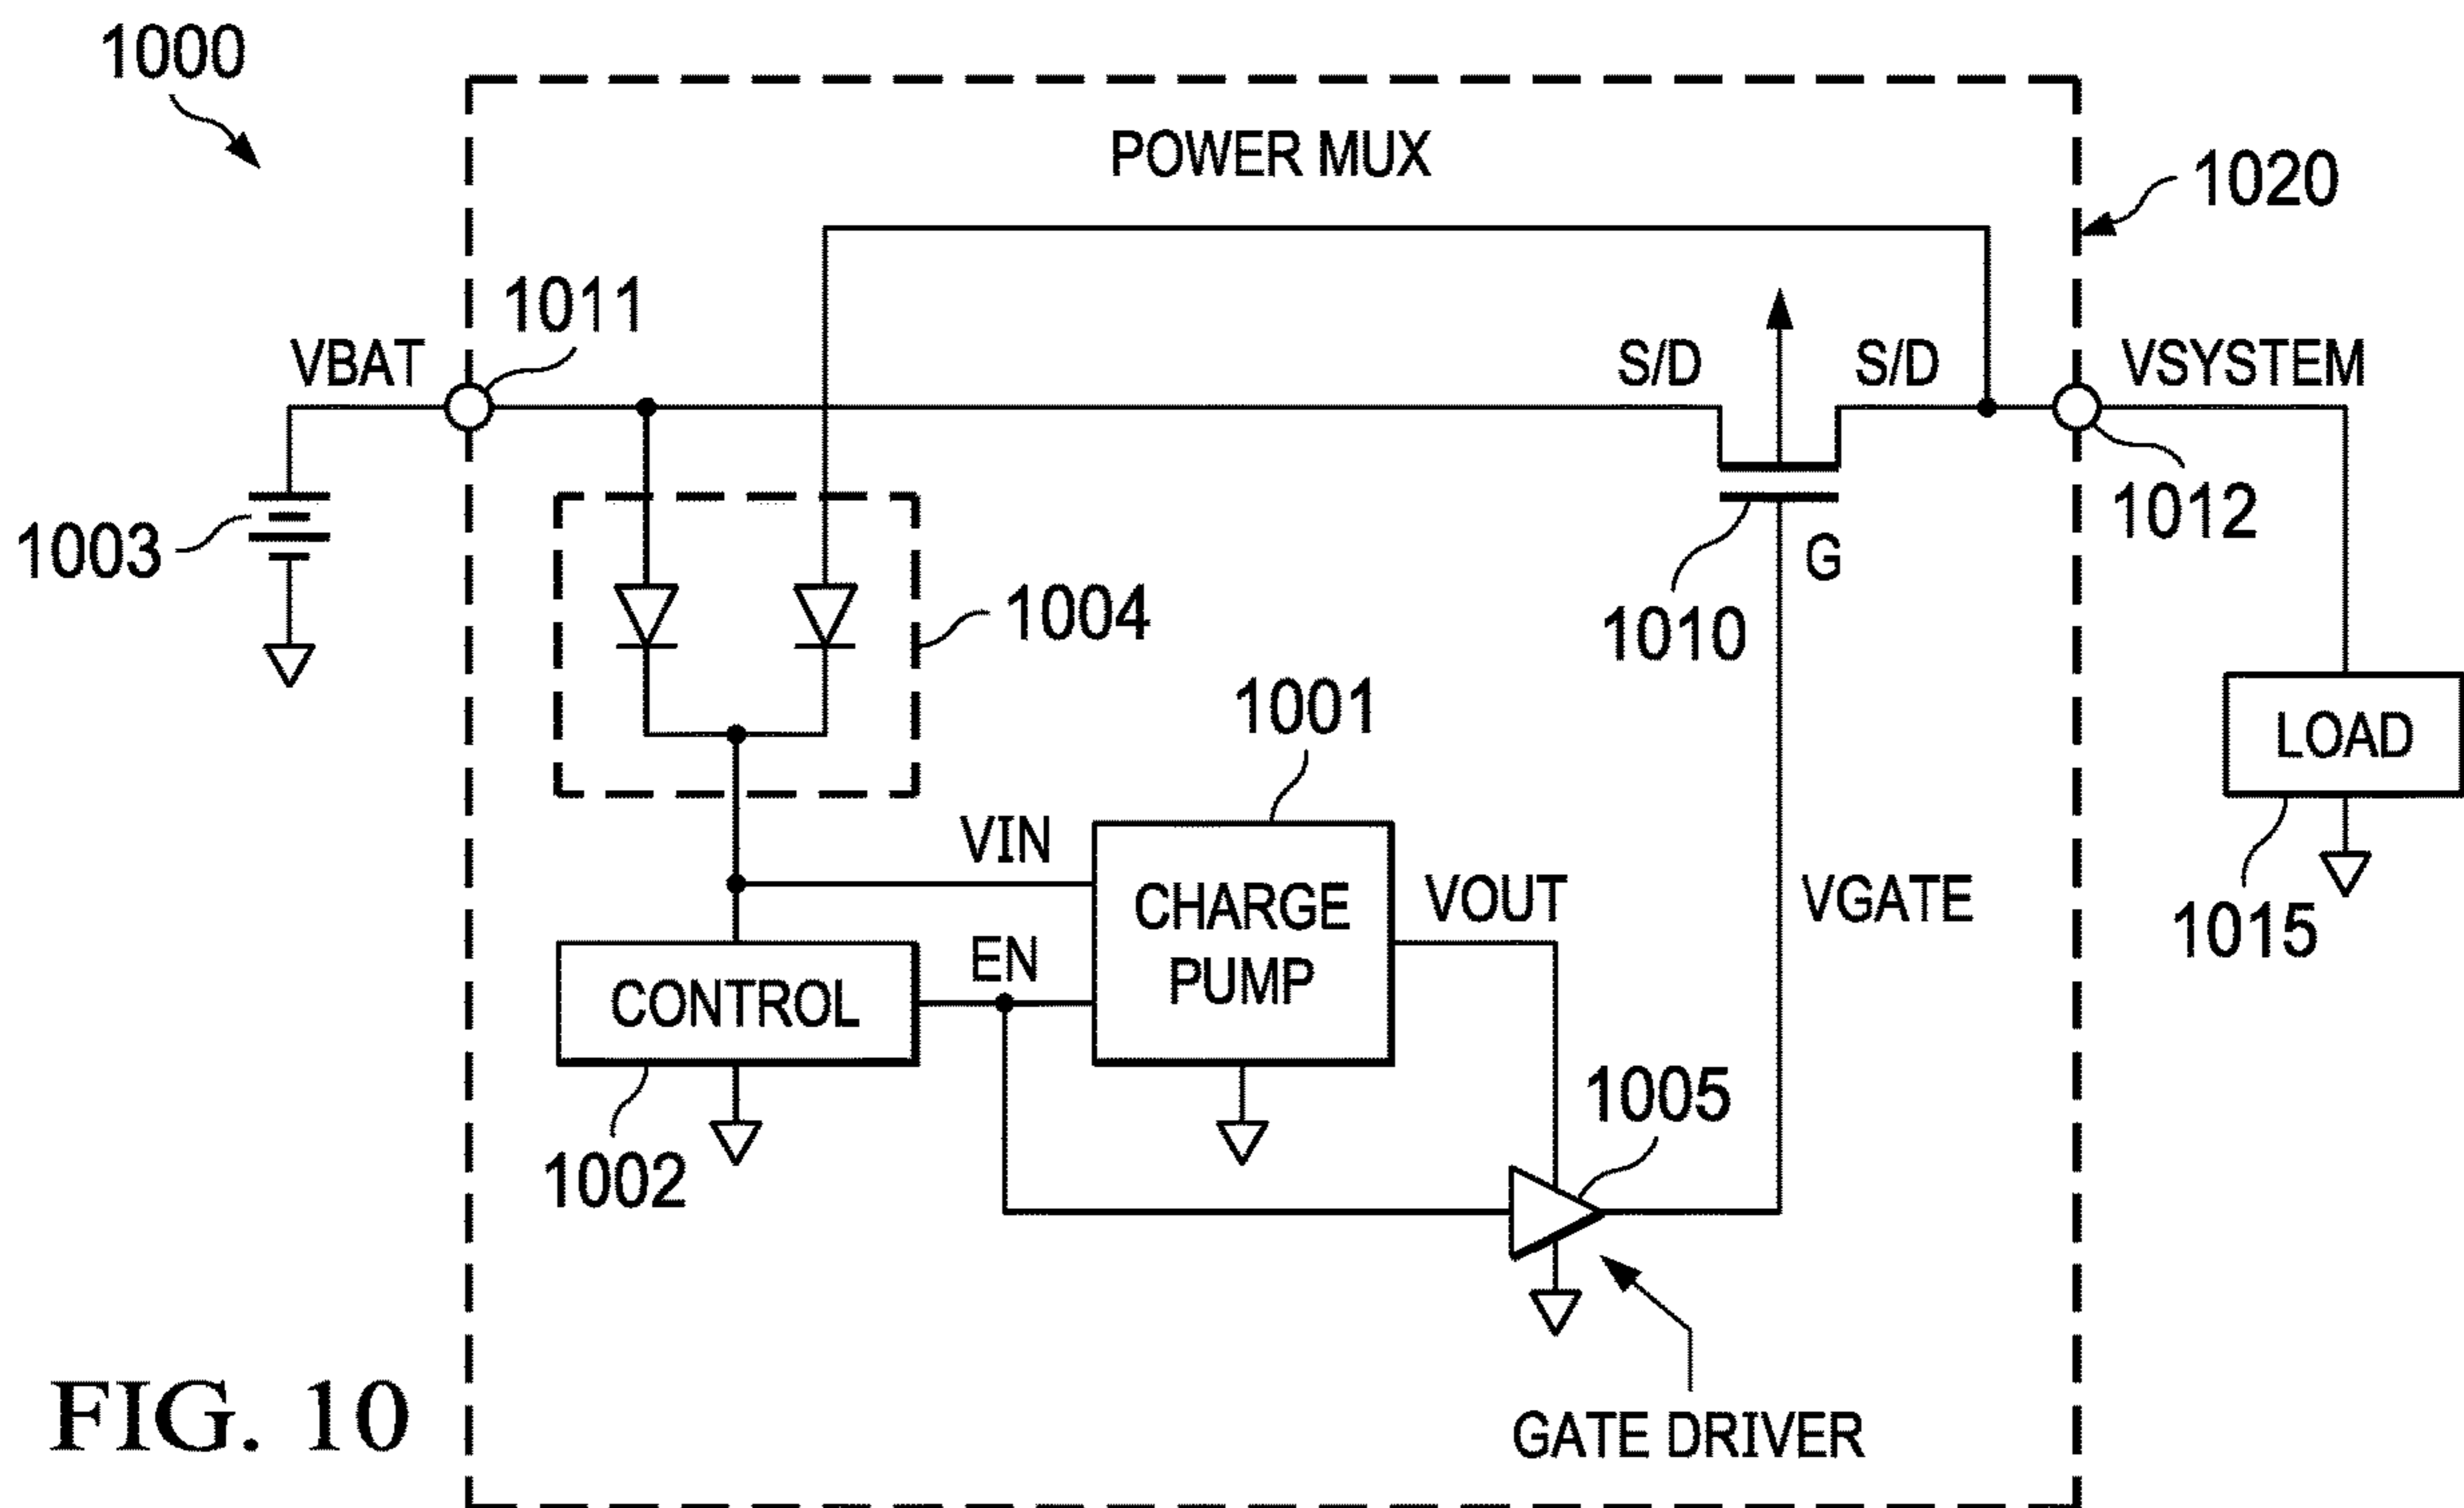 1000
POWER MUX
1020
1011
VBAT
S/D
S/D
VSYSTEM
1003
1012
G
1004
1010
1001
LOAD
VIN
CHARGE
PUMP
VOUT
VGATE
1015
EN
CONTROL
1005
1002
GATE DRIVER
FIG. 10